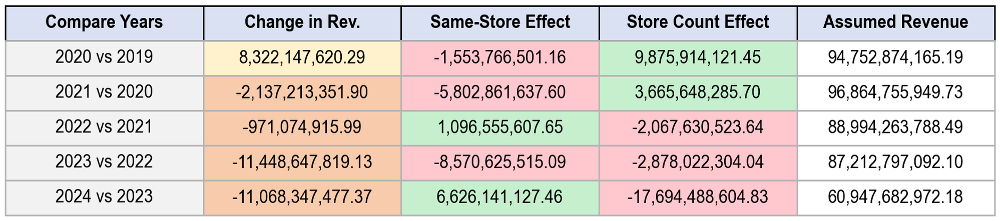 Compare Years Change in Rev. Same-Store Effect Store Count Effect Assumed Revenue
2020 vs 2019 8,322,147,620.29 -1,553,766,501.16 9,875,914,121.45 94,752,874,165.19
2021 vs 2020 -2,137,213,351.90 -5,802,861,637.60 3,665,648,285.70 96,864,755,949.73
2022 vs 2021 -971,074,915.99 1,096,555,607.65 -2,067,630,523.64 88,994,263,788.49
2023 vs 2022 -11,448,647,819.13 -8,570,625,515.09 -2,878,022,304.04 87,212,797,092.10
2024 vs 2023 -11,068,347,477.37 6,626,141,127.46 -17,694,488,604.83 60,947,682,972.18